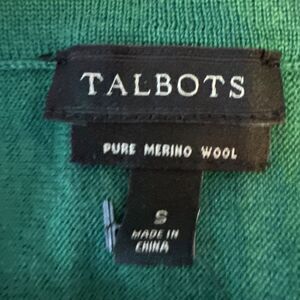 TALBOTS
PURE MERINO WOOL
S
MADE IN
CHINA